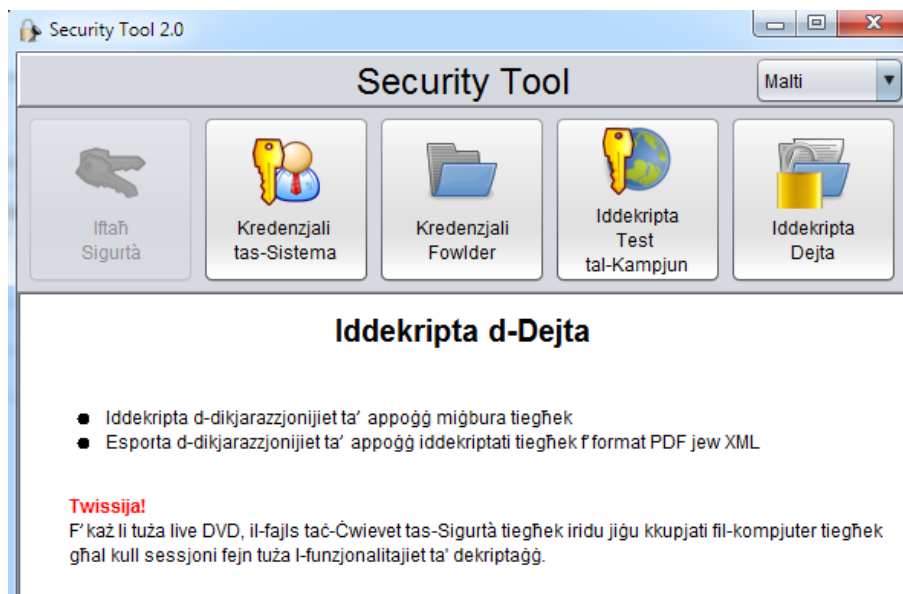 Security Tool 2.0
Security Tool
Malti
Iftaħ
Sigurtà
Kredenzjali
tas-Sistema
Kredenzjali
Fowlder
Iddekripta
Test
tal-Kampjun
Iddekripta
Dejta
Iddekripta d-Dejta
Iddekripta d-dikjarazzjonijiet ta’ appoġġ miġbura tiegħek
Esporta d-dikjarazzjonijiet ta’ appoġġ iddekriptati tiegħek f’format PDF jew XML
Twissija!
F’każ li tuża live DVD, il-fajls taċ-Ċwievet tas-Sigurtà tiegħek iridu jiġu kkupjati fil-kompjuter tiegħek
għal kull sessjoni fejn tuża l-funzjonalitajiet ta' dekriptaġġ.